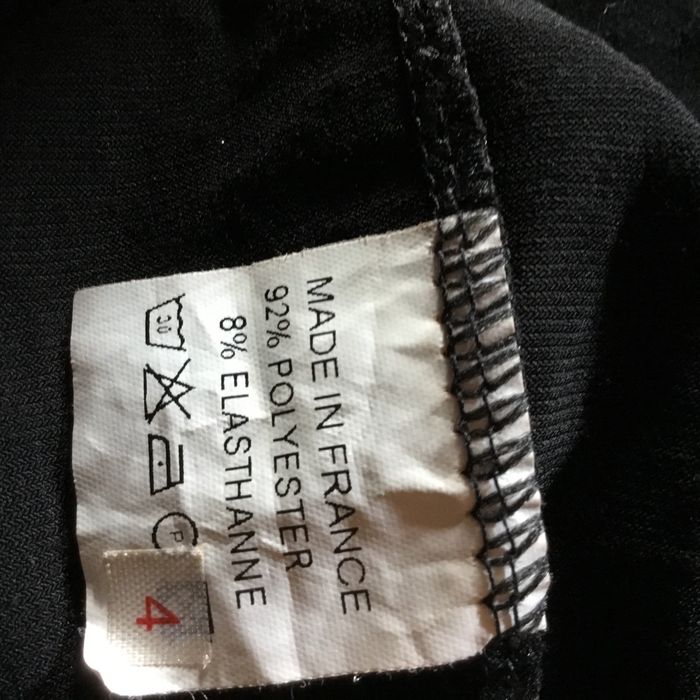 MADE IN FRANCE
92% POLYESTER
8% ELASTHANNE
30
P
4